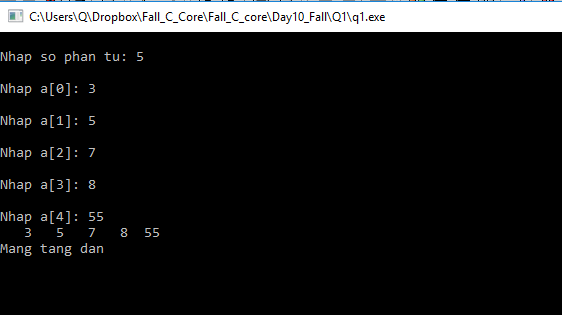 C:\Users\Q\Dropbox\Fall_C_Core\Fall_C_core\Day10_Fall\Q1\q1.exe
Nhap so phan tu: 5
Nhap a[0]: 3
Nhap a[1]: 5
Nhap a[2]: 7
Nhap a[3]: 8
Nhap a[4]: 55
3 5 7 8 55
Mang tang dan